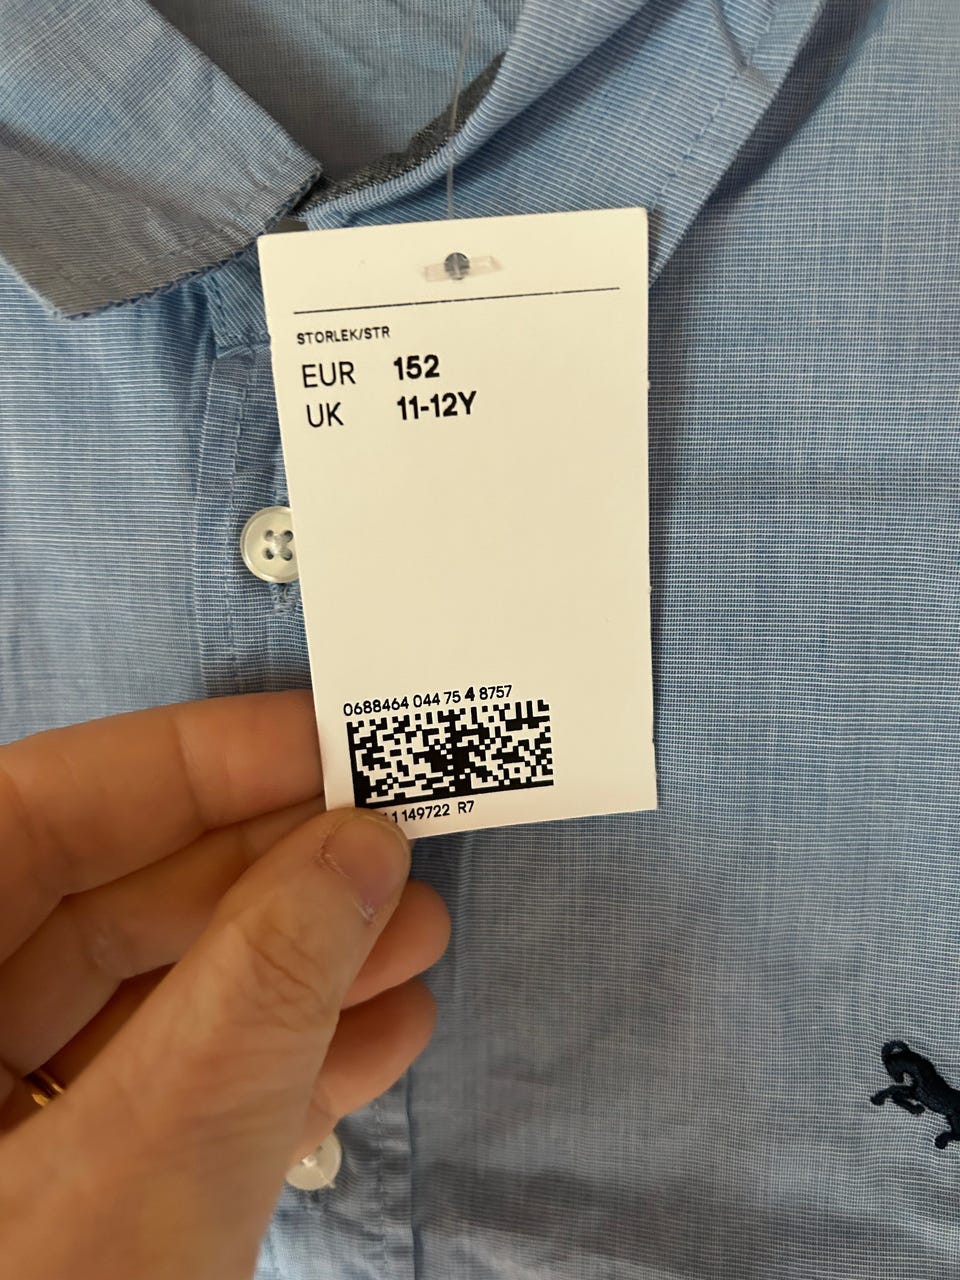 STORLEK/STR
EUR 152
UK 11-12Y
0688464 044 75 4 8757
1149722 R7